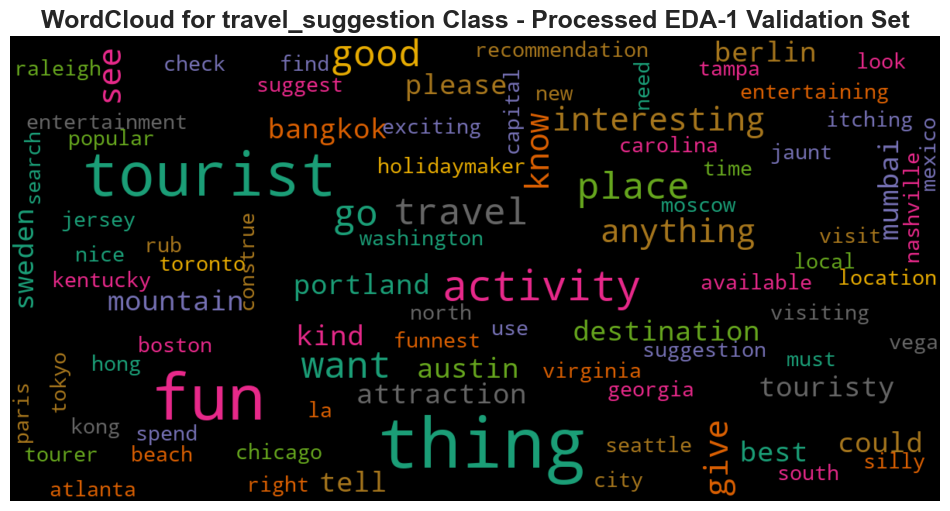 WordCloud for travel_suggestion Class - Processed EDA-1 Validation Set
raleigh
see
check
find
good
recommendation
berlin
look
suggest
please
capital
new
need
tampa
entertaining
entertainment
popular
bangkok
exciting
know
interesting
itching
mexico
search
tourist
holidaymaker
carolina
time
jaunt
mumbai
nashville
place
moscow
go
travel
anything
visit
jersey
washington
sweden
nice
rub
construe
toronto
kentucky
local
location
available
mountain
portland
activity
north
visiting
kind
use
funnest
destination
vega
boston
suggestion
must
hong
want
austin
virginia
georgia
touristy
tokyo
paris
fun
attraction
la
kong
spend
thing
give
seattle
best
could
tourer
beach
chicago
silly
south
atlanta
right
tell
city